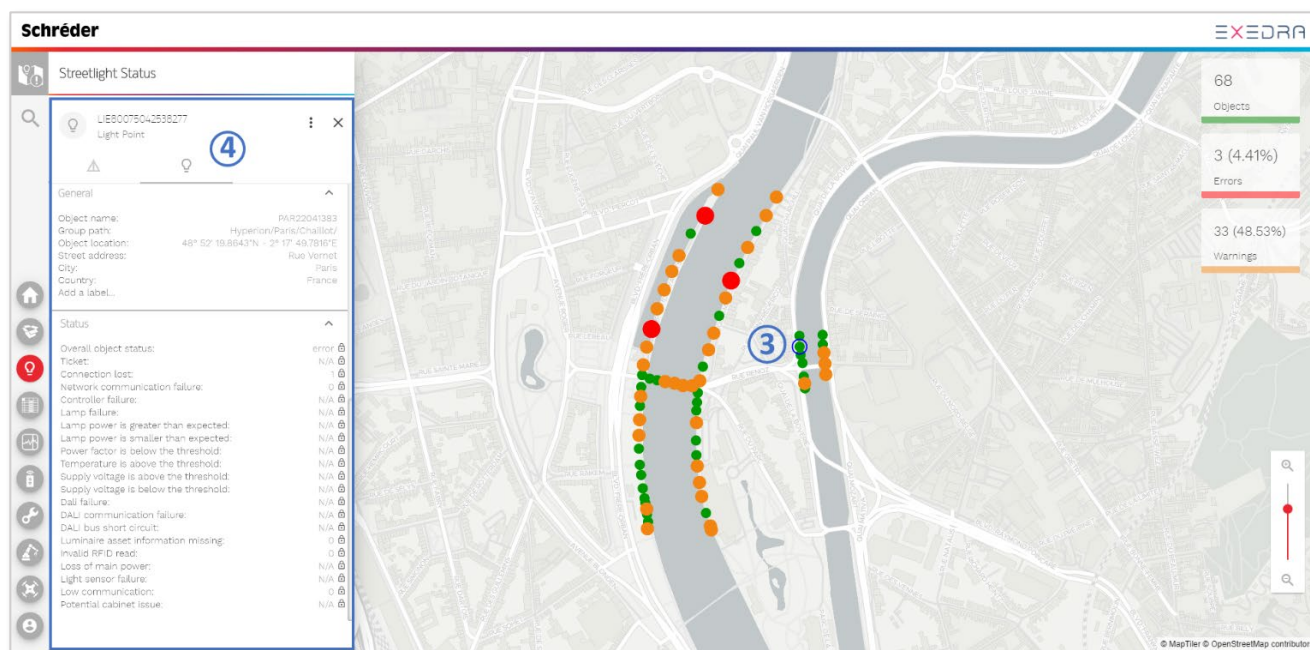 Schréder
EXEDRA
Streetlight Status
LIE80075042538277
Light Point
4
General
Object name: PAR22041383
Group path: Hyperion/Paris/Chaillot/
Object location: 48° 52' 19.8643"N - 2° 17' 49.7816"E
Street address: Rue Vernet
City: Paris
Country: France
Add a label...
Status
Overall object status: error
Ticket: N/A
Connection lost: 1
Network communication failure: 0
Controller failure: N/A
Lamp failure: N/A
Lamp power is greater than expected: N/A
Lamp power is smaller than expected: N/A
Power factor is below the threshold: N/A
Temperature is above the threshold: N/A
Supply voltage is above the threshold: N/A
Supply voltage is below the threshold: N/A
Dali failure: N/A
DALI communication failure: N/A
DALI bus short circuit: N/A
Luminaire asset information missing: 0
Invalid RFID read: 0
Loss of main power: N/A
Light sensor failure: N/A
Low communication: 0
Potential cabinet issue: N/A
3
68
Objects
3 (4.41%)
Errors
33 (48.53%)
Warnings
© MapTiler © OpenStreetMap contributor